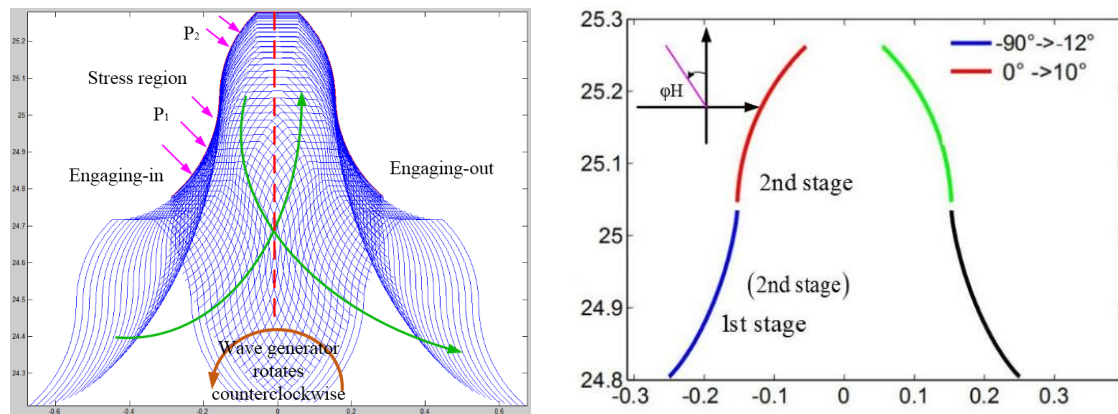 P2
Stress region
P1
Engaging-in
Engaging-out
Wave generator
rotates
counterclockwise
25.2
25.1
25
24.9
24.8
24.7
24.6
24.5
24.4
24.3
-0.6
-0.4
-0.2
0
0.2
0.4
0.6
25.3
25.2
25.1
25
24.9
24.8
-0.3
-0.2
-0.1
0
0.1
0.2
0.3
φH
-90°->-12°
0° ->10°
2nd stage
(2nd stage)
1st stage